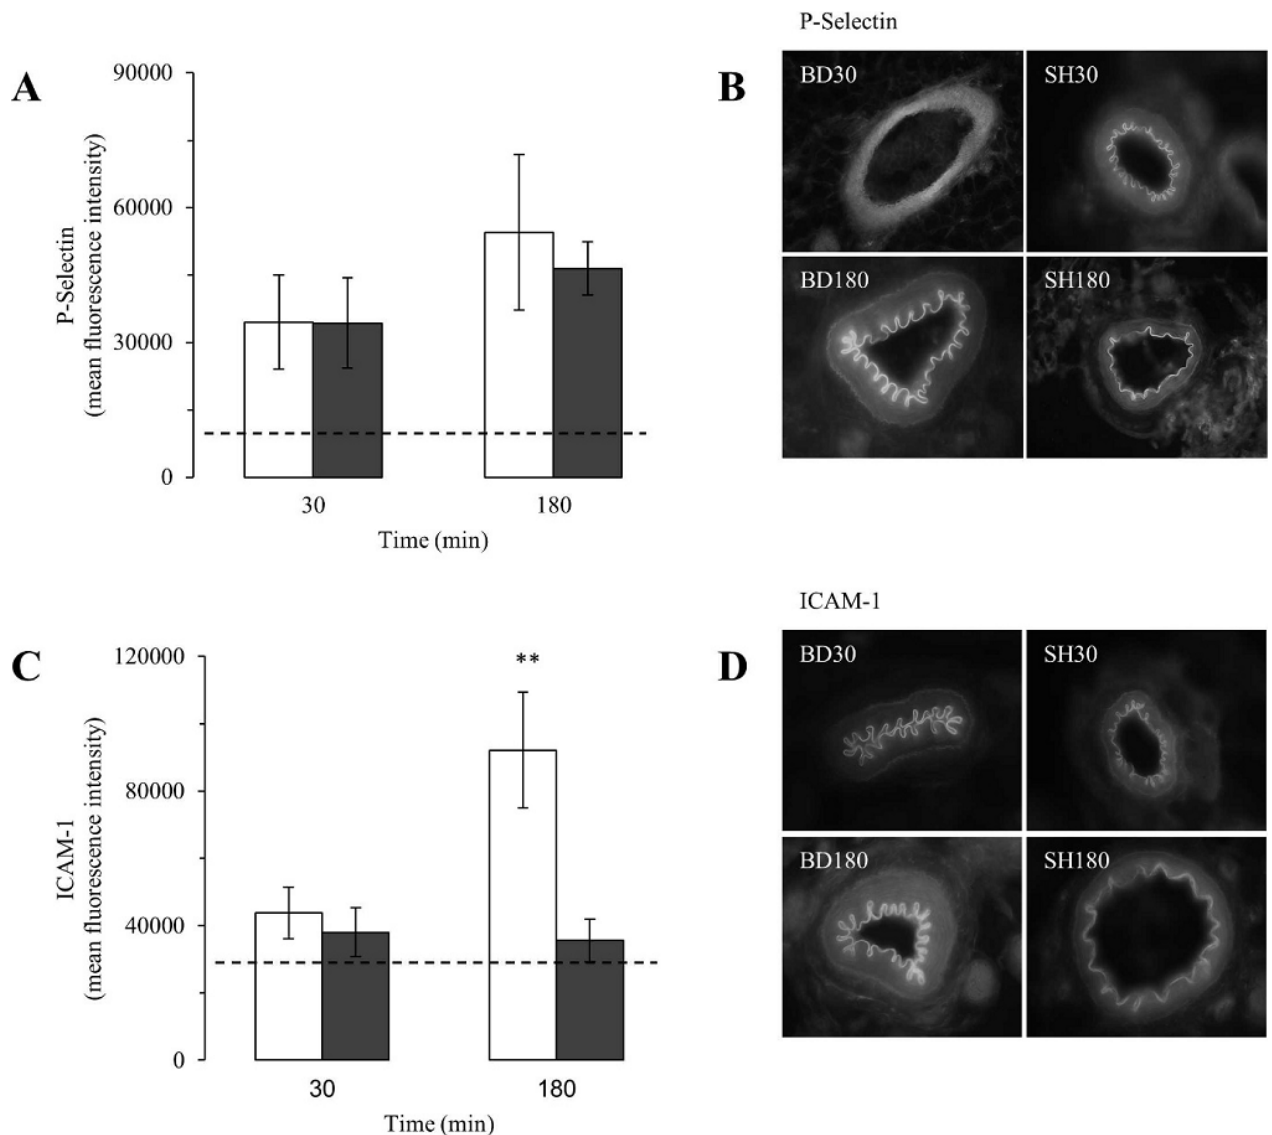 A
P-Selectin
(mean fluorescence intensity)
90000
60000
30000
0
30
180
Time (min)
B
P-Selectin
BD30
SH30
BD180
SH180
C
ICAM-1
(mean fluorescence intensity)
120000
80000
40000
0
**
30
180
Time (min)
D
ICAM-1
BD30
SH30
BD180
SH180